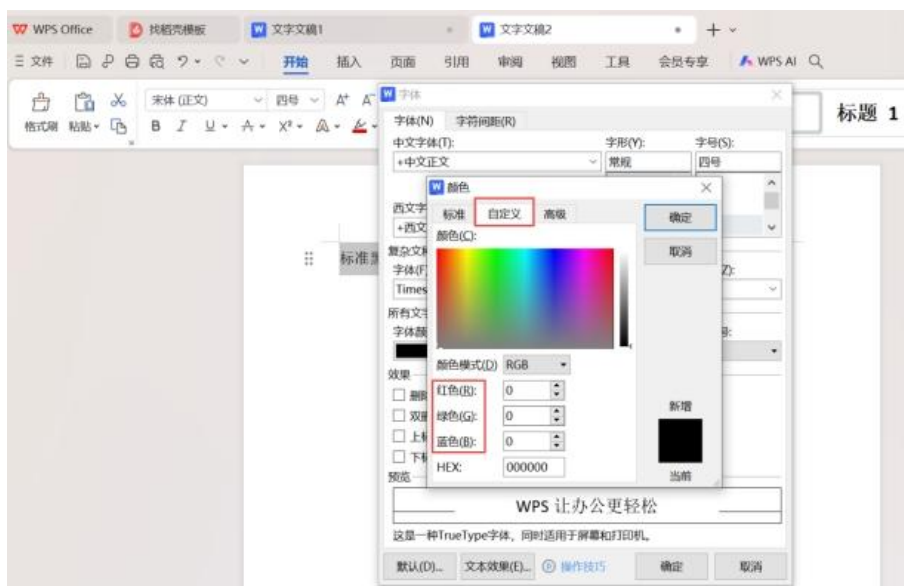 WPS Office 找稻壳模板 文字文稿1 文字文稿2
文件 开始 插入 页面 引用 审阅 视图 工具 会员专享 WPS AI
宋体 (正文) 四号 A+ A-
格式刷 粘贴 B I U A X² A 标题 1
字体
字体(N) 字符间距(R)
中文字体(T): 字形(Y): 字号(S):
+中文正文 常规 四号
颜色
西文字
标准 自定义 高级 确定
+西文
颜色(C):
标准
复杂文 取消
字体(F Z):
Times
所有文
字体颜 号:
颜色模式(D) RGB
效果
红色(R): 0
删
新增
双 绿色(G): 0
上 蓝色(B): 0
下
HEX: 000000
预览 当前
WPS 让办公更轻松
这是一种TrueType字体，同时适用于屏幕和打印机。
默认(D)... 文本效果(E)... 操作技巧 确定 取消